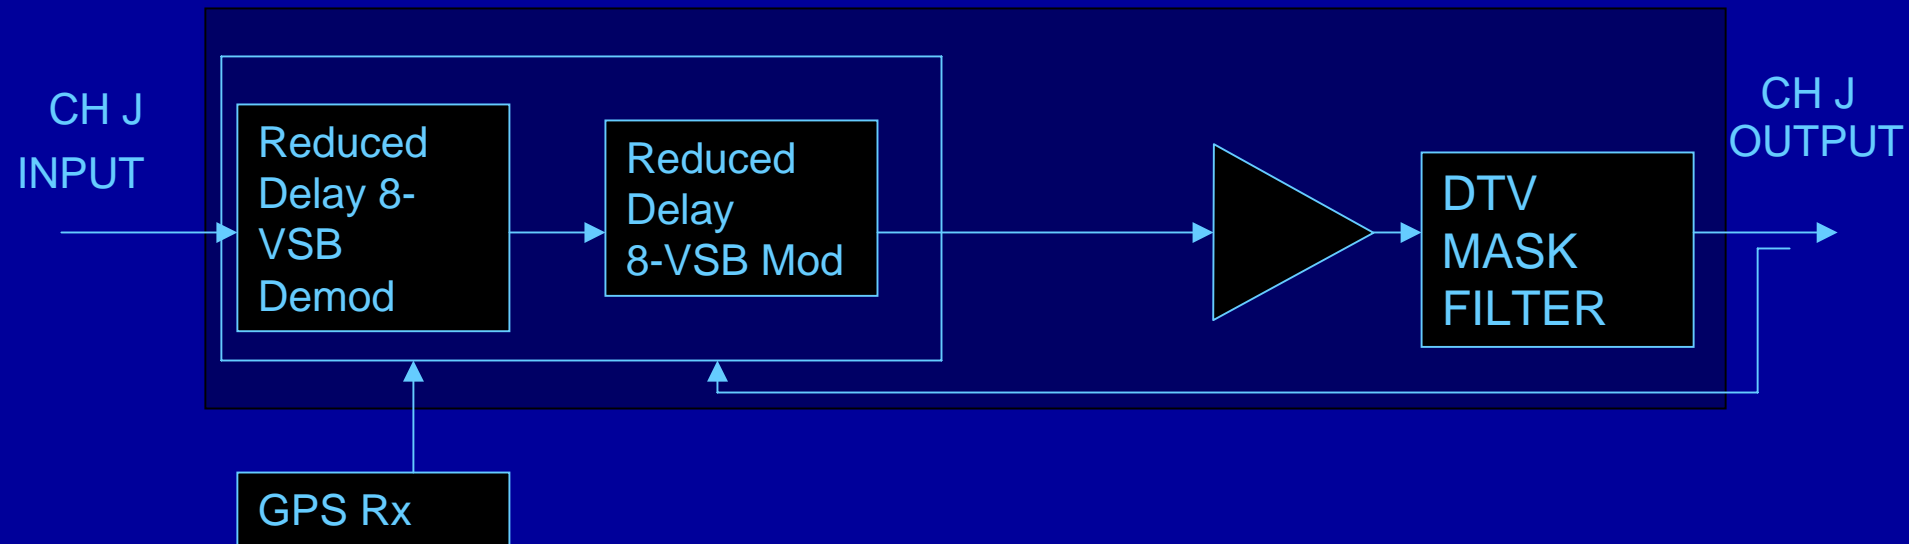 CH J
INPUT
Reduced
Delay 8-
VSB
Demod
Reduced
Delay
8-VSB Mod
DTV
MASK
FILTER
CH J
OUTPUT
GPS Rx